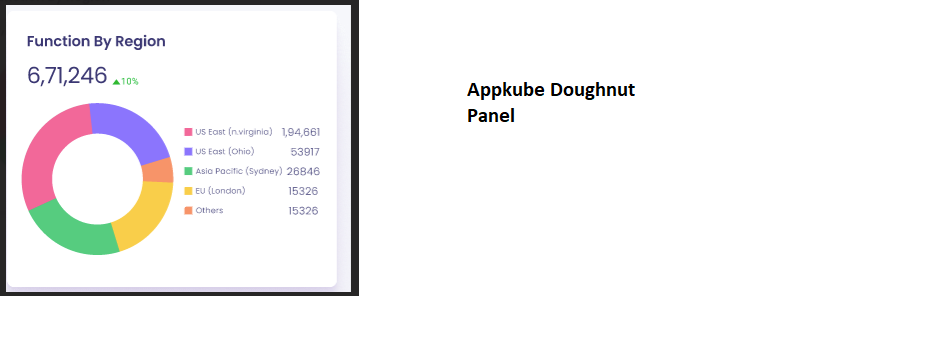 Function By Region
6,71,246 ▲10%
US East (n.virginia) 1,94,661
US East (Ohio) 53917
Asia Pacific (Sydney) 26846
EU (London) 15326
Others 15326
Appkube Doughnut
Panel